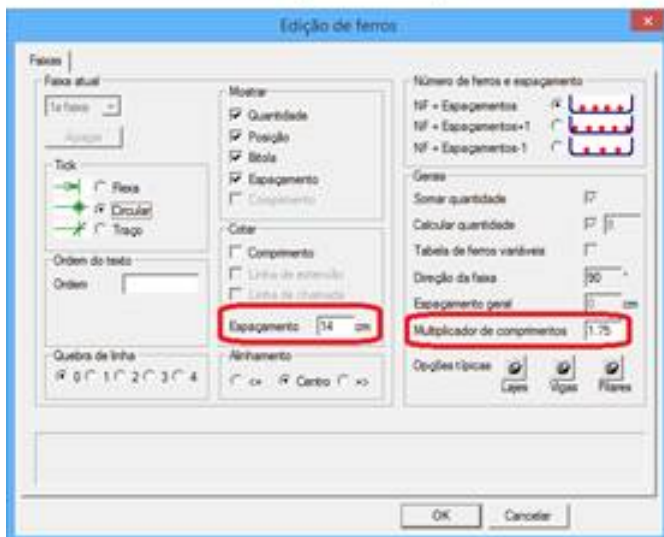 Edição de ferros
Faixas
Faixa atual
1a faixa
Apagar
Tick
Flexa
Circular
Traço
Ordem do texto
Ordem
Quebra de linha
0 1 2 3 4
Mostrar
Quantidade
Posição
Bitola
Espaçamento
Comprimento
Cotar
Comprimento
Linha de extensão
Linha de chamada
Espaçamento 14 cm
Alinhamento
<= Centro =>
Número de ferros e espaçamento
NF = Espaçamentos
NF = Espaçamentos+1
NF = Espaçamentos-1
Gerais
Somar quantidade
Calcular quantidade
Tabela de ferros variáveis
Direção da faixa 90 °
Espaçamento geral 0 cm
Multiplicador de comprimentos 1.75
Opções típicas
Lajes Vigas Pilares
OK Cancelar